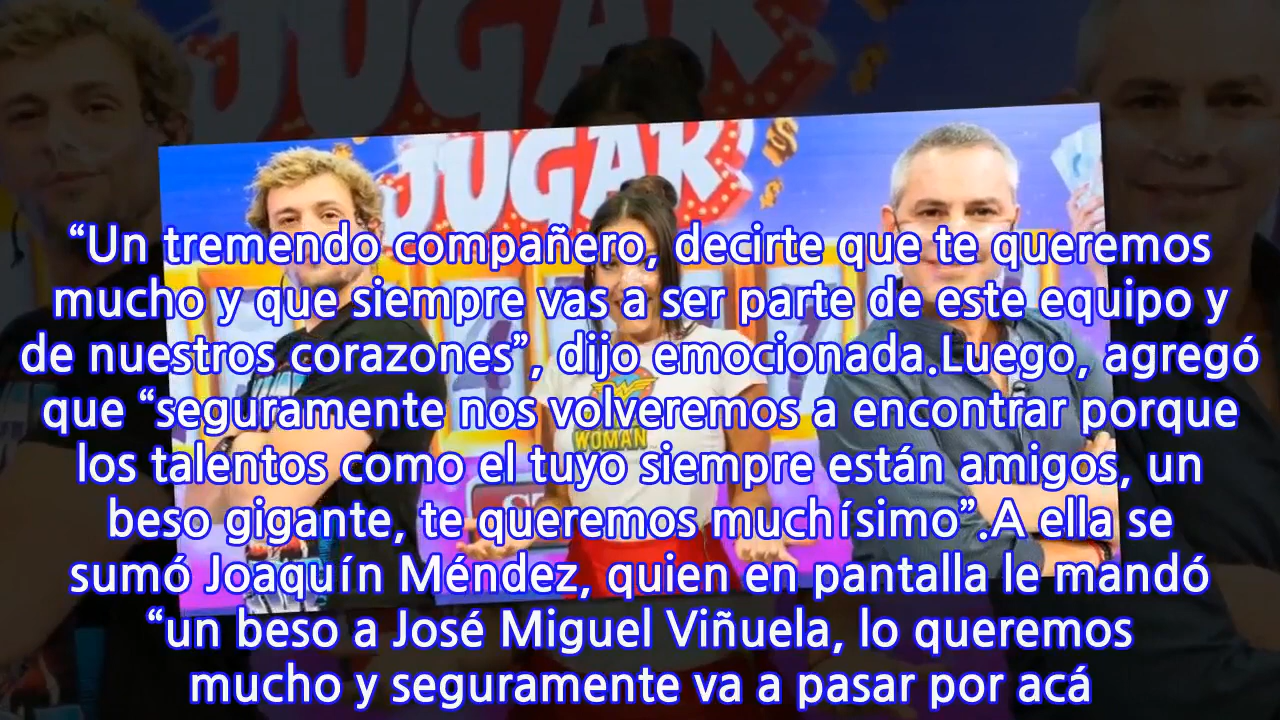 JUGAR
JUGAR
“Un tremendo compañero, decirte que te queremos
mucho y que siempre vas a ser parte de este equipo y
de nuestros corazones”, dijo emocionada.Luego, agregó
que “seguramente nos volveremos a encontrar porque
los talentos como el tuyo siempre están amigos, un
WOMAN
beso gigante, te queremos muchísimo”.A ella se
sumó Joaquín Méndez, quien en pantalla le mandó
“un beso a José Miguel Viñuela, lo queremos
mucho y seguramente va a pasar por acá